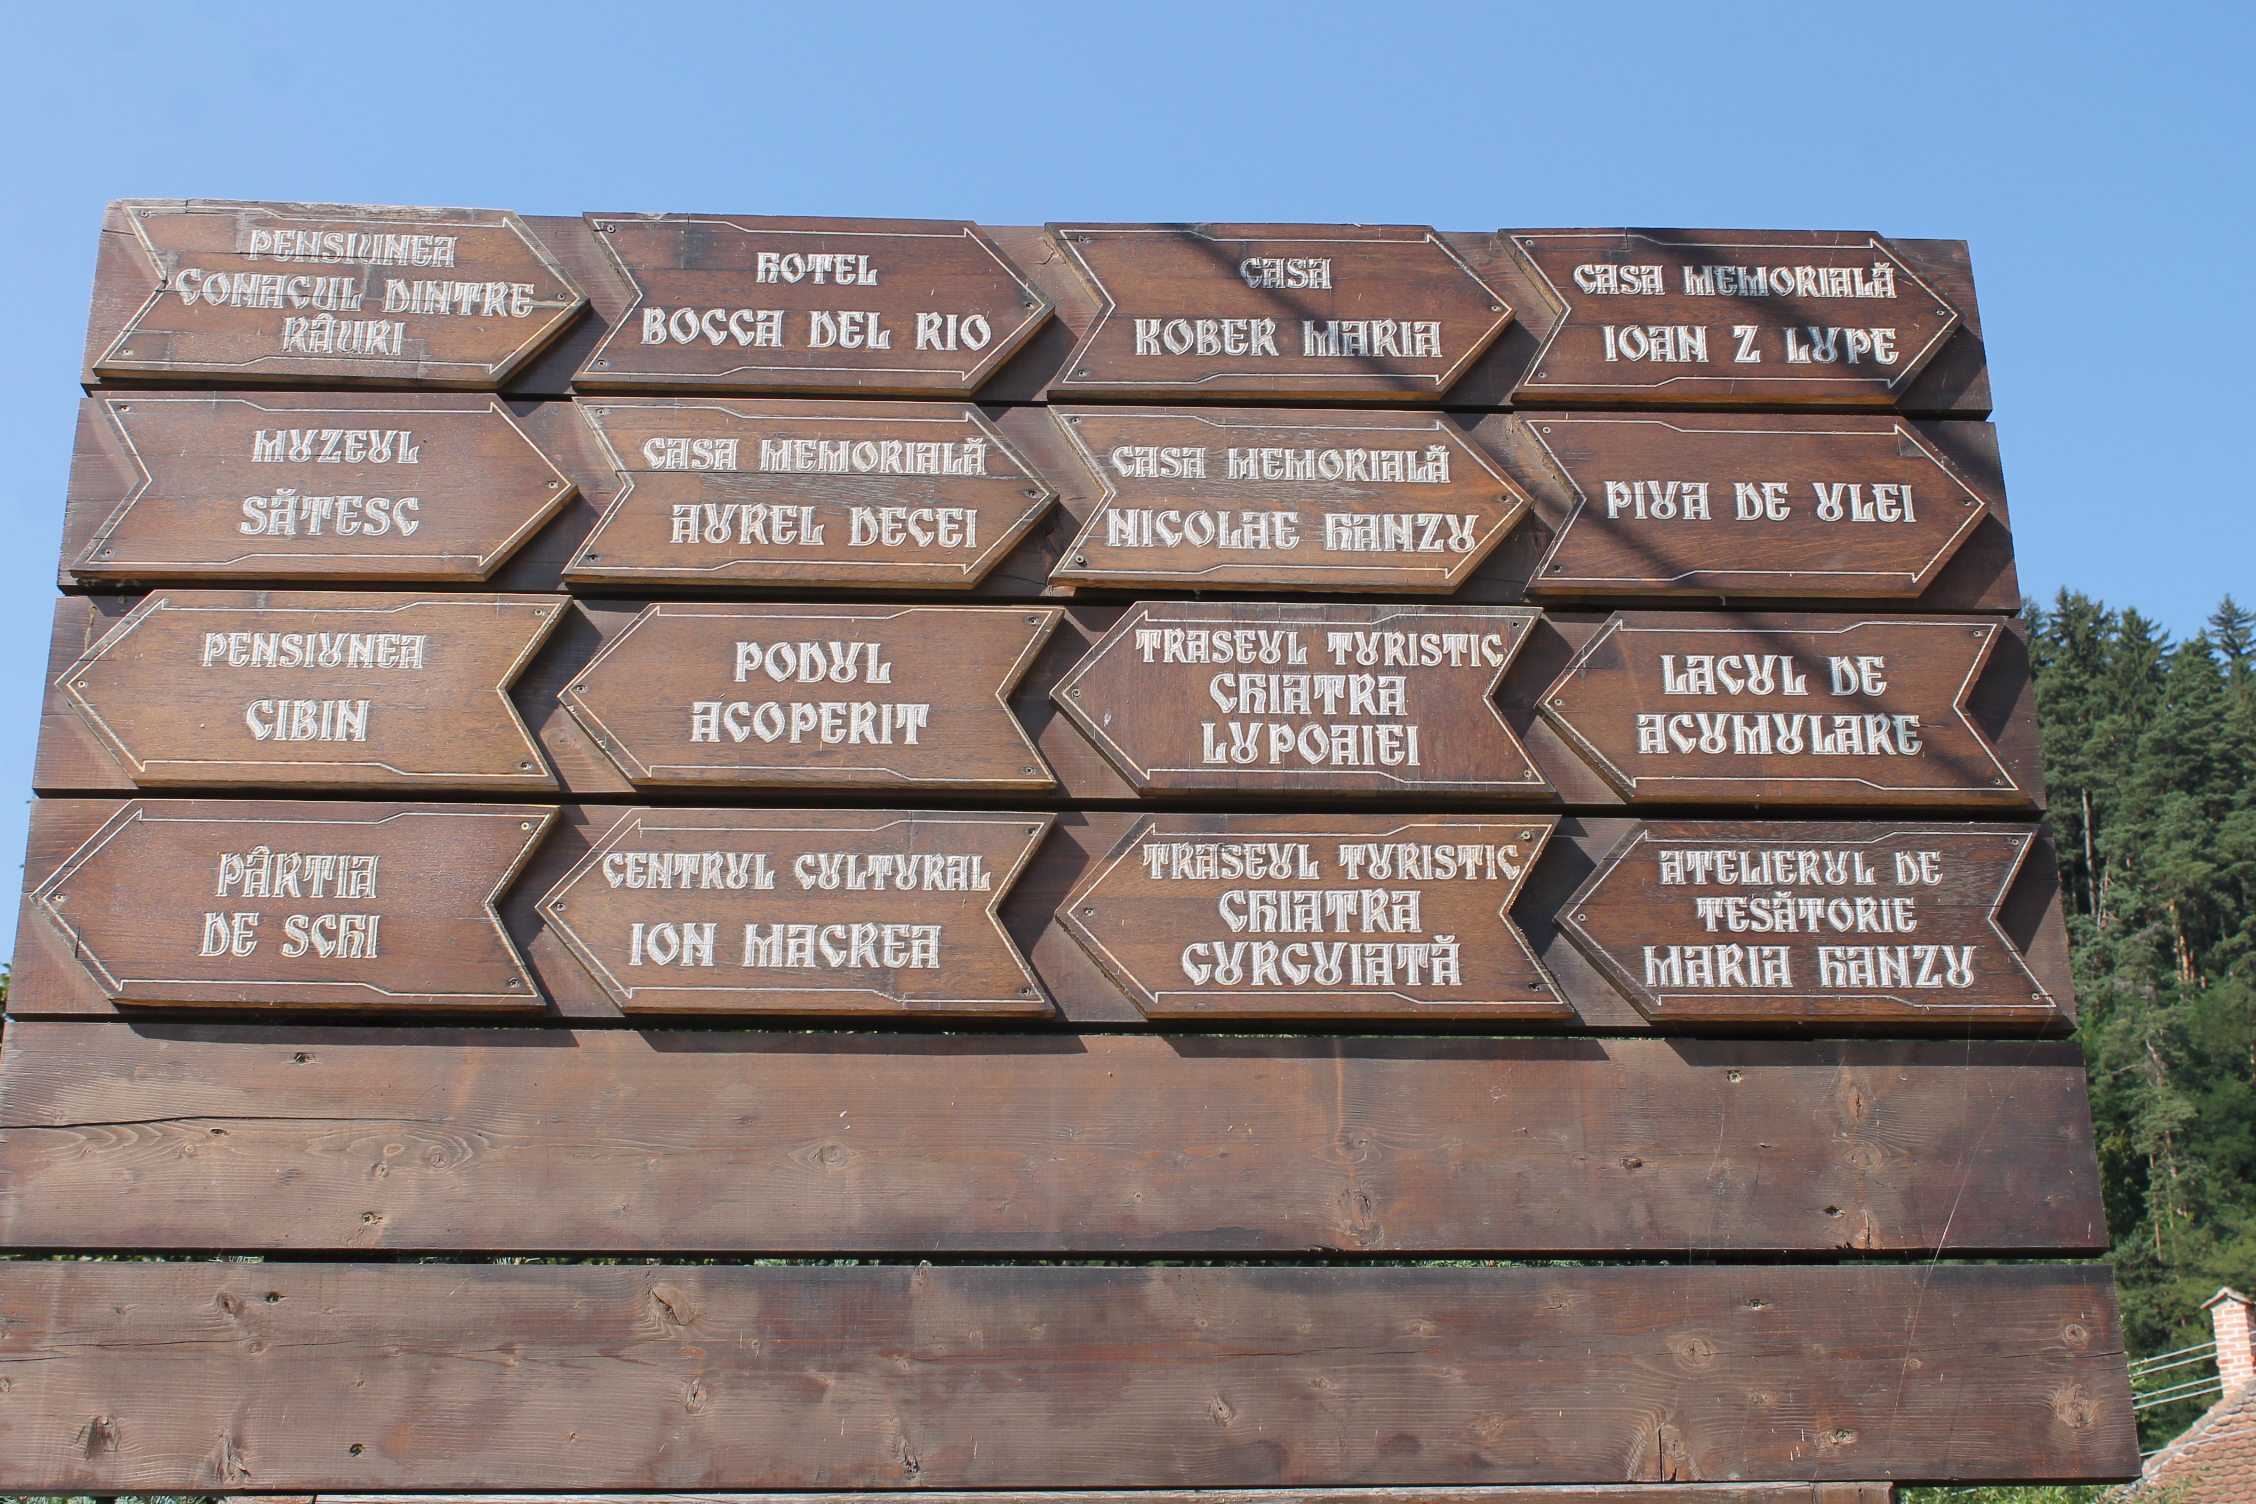 PENSIUNEA
CONACUL DINTRE
RÂURI
HOTEL
BOCCA DEL RIO
CASA
KOBER MARIA
CASA MEMORIALĂ
IOAN Z LUPE
MUZEUL
SĂTESC
CASA MEMORIALĂ
AUREL DECEI
CASA MEMORIALĂ
NICOLAE HANZU
PIUA DE ULEI
PENSIUNEA
CIBIN
PODUL
ACOPERIT
TRASEUL TURISTIC
CHIATRA
LUPOAIEI
LACUL DE
ACUMULARE
PÂRTIA
DE SCHI
CENTRUL CULTURAL
ION MACREA
TRASEUL TURISTIC
CHIATRA
CURCUIATĂ
ATELIERUL DE
TESĂTORIE
MARIA HANZU